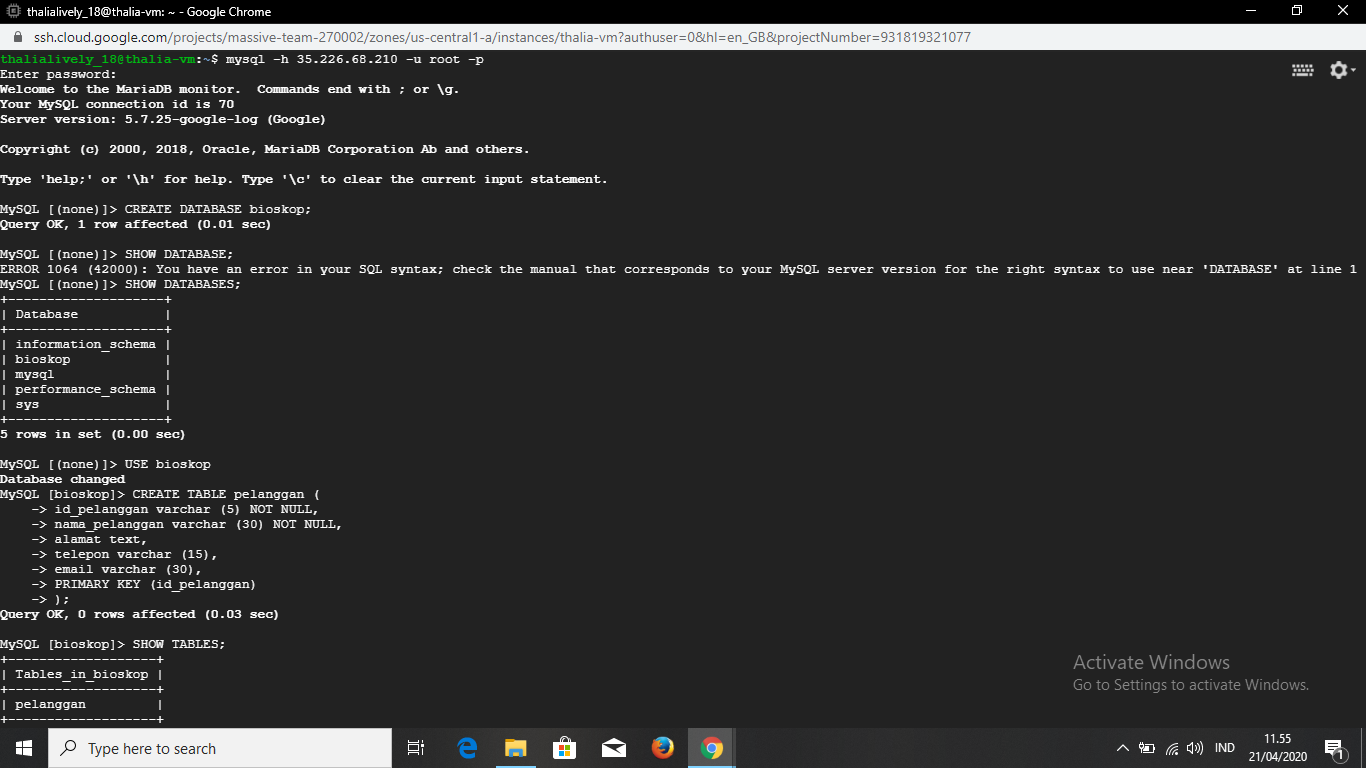 thalialively_18@thalia-vm: ~ - Google Chrome
ssh.cloud.google.com/projects/massive-team-270002/zones/us-central1-a/instances/thalia-vm?authuser=0&hl=en_GB&projectNumber=931819321077
thalialively_18@thalia-vm:~$ mysql -h 35.226.68.210 -u root -p
Enter password:
Welcome to the MariaDB monitor.  Commands end with ; or \g.
Your MySQL connection id is 70
Server version: 5.7.25-google-log (Google)

Copyright (c) 2000, 2018, Oracle, MariaDB Corporation Ab and others.

Type 'help;' or '\h' for help. Type '\c' to clear the current input statement.

MySQL [(none)]> CREATE DATABASE bioskop;
Query OK, 1 row affected (0.01 sec)

MySQL [(none)]> SHOW DATABASE;
ERROR 1064 (42000): You have an error in your SQL syntax; check the manual that corresponds to your MySQL server version for the right syntax to use near 'DATABASE' at line 1
MySQL [(none)]> SHOW DATABASES;
+--------------------+
| Database           |
+--------------------+
| information_schema |
| bioskop            |
| mysql              |
| performance_schema |
| sys                |
+--------------------+
5 rows in set (0.00 sec)

MySQL [(none)]> USE bioskop
Database changed
MySQL [bioskop]> CREATE TABLE pelanggan (
    -> id_pelanggan varchar (5) NOT NULL,
    -> nama_pelanggan varchar (30) NOT NULL,
    -> alamat text,
    -> telepon varchar (15),
    -> email varchar (30),
    -> PRIMARY KEY (id_pelanggan)
    -> );
Query OK, 0 rows affected (0.03 sec)

MySQL [bioskop]> SHOW TABLES;
+-------------------+
| Tables_in_bioskop |
+-------------------+
| pelanggan         |
+-------------------+
Activate Windows
Go to Settings to activate Windows.
Type here to search
IND
11.55
21/04/2020
1